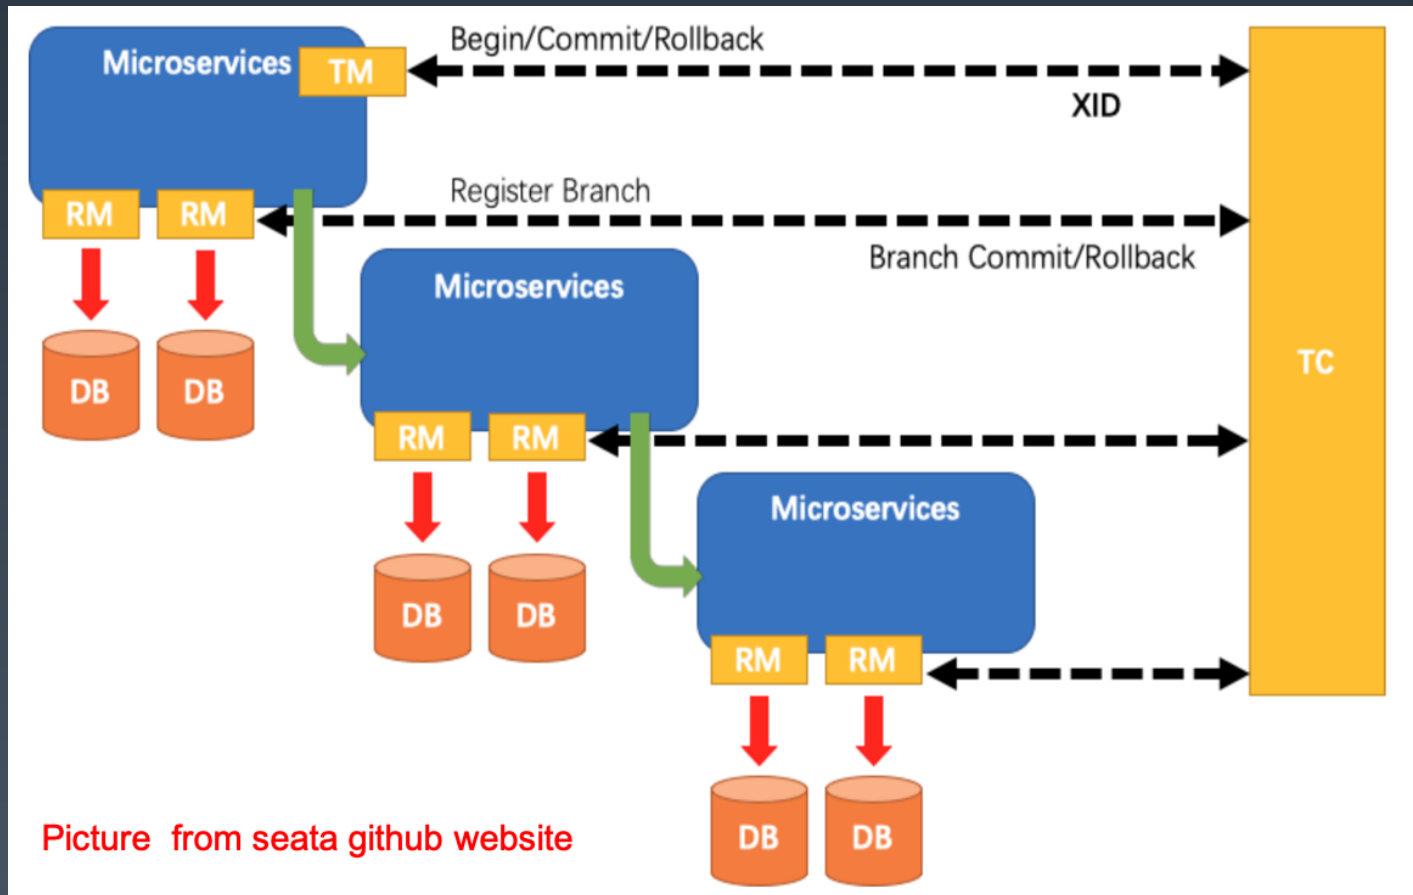 Begin/Commit/Rollback
Microservices
TM
XID
Register Branch
RM
RM
Branch Commit/Rollback
Microservices
TC
DB
DB
RM
RM
Microservices
DB
DB
RM
RM
Picture  from seata github website
DB
DB